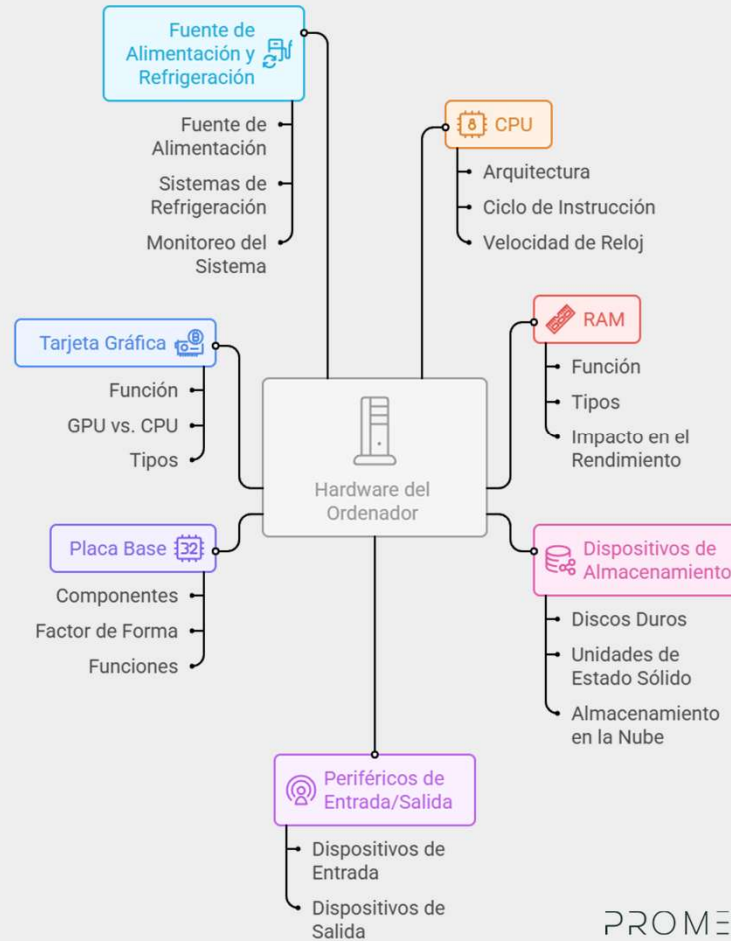 Fuente de
Alimentación y
Refrigeración
Fuente de
Alimentación
Sistemas de
Refrigeración
Monitoreo del
Sistema
8
CPU
Arquitectura
Ciclo de Instrucción
Velocidad de Reloj
Tarjeta Gráfica
Función
GPU vs. CPU
Tipos
RAM
Función
Tipos
Impacto en el
Rendimiento
Hardware del
Ordenador
Placa Base 32
Componentes
Factor de Forma
Funciones
Dispositivos de
Almacenamiento
Discos Duros
Unidades de
Estado Sólido
Almacenamiento
en la Nube
Periféricos de
Entrada/Salida
Dispositivos de
Entrada
Dispositivos de
Salida
PROME